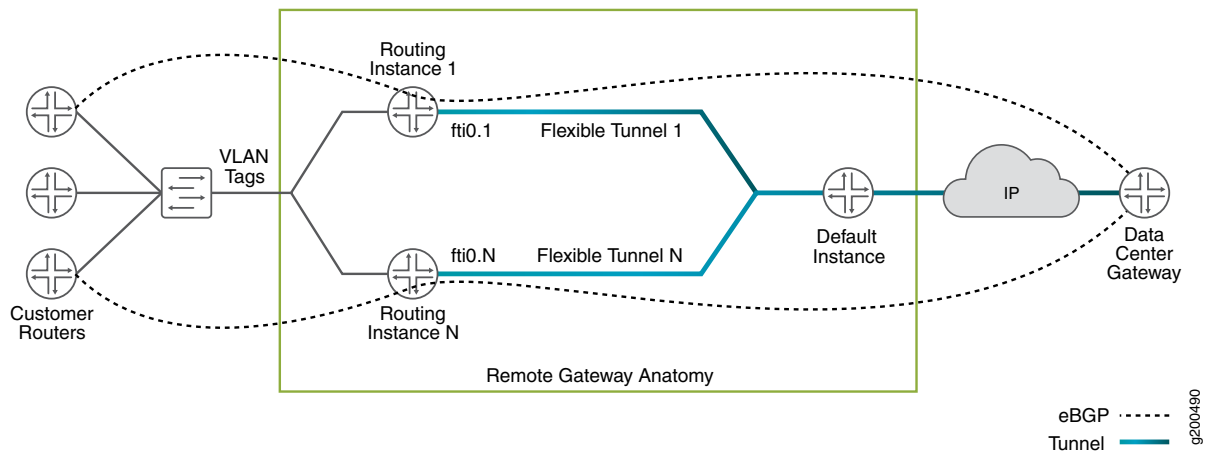 Routing
Instance 1
VLAN
Tags
fti0.1
Flexible Tunnel 1
IP
fti0.N
Flexible Tunnel N
Default
Instance
Data
Center
Gateway
Customer
Routers
Routing
Instance N
Remote Gateway Anatomy
eBGP
Tunnel
g200490